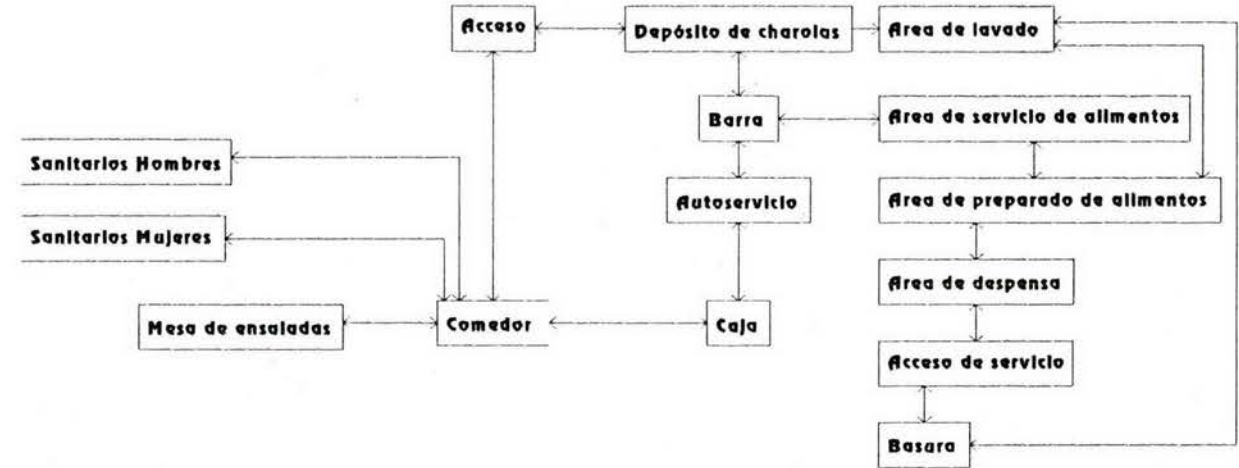 Acceso
Depósito de charolas
Area de lavado
Barra
Area de servicio de alimentos
Sanitarios Hombres
Area de preparado de alimentos
Autoservicio
Sanitarios Mujeres
Area de despensa
Mesa de ensaladas
Comedor
Caja
Acceso de servicio
Basura